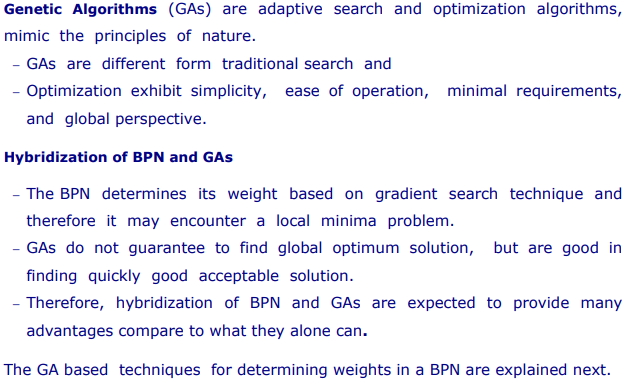 Genetic Algorithms (GAs) are adaptive search and optimization algorithms,
mimic the principles of nature.
– GAs are different form traditional search and
– Optimization exhibit simplicity, ease of operation, minimal requirements,
and global perspective.
Hybridization of BPN and GAs
– The BPN determines its weight based on gradient search technique and
therefore it may encounter a local minima problem.
– GAs do not guarantee to find global optimum solution, but are good in
finding quickly good acceptable solution.
– Therefore, hybridization of BPN and GAs are expected to provide many
advantages compare to what they alone can.
The GA based techniques for determining weights in a BPN are explained next.